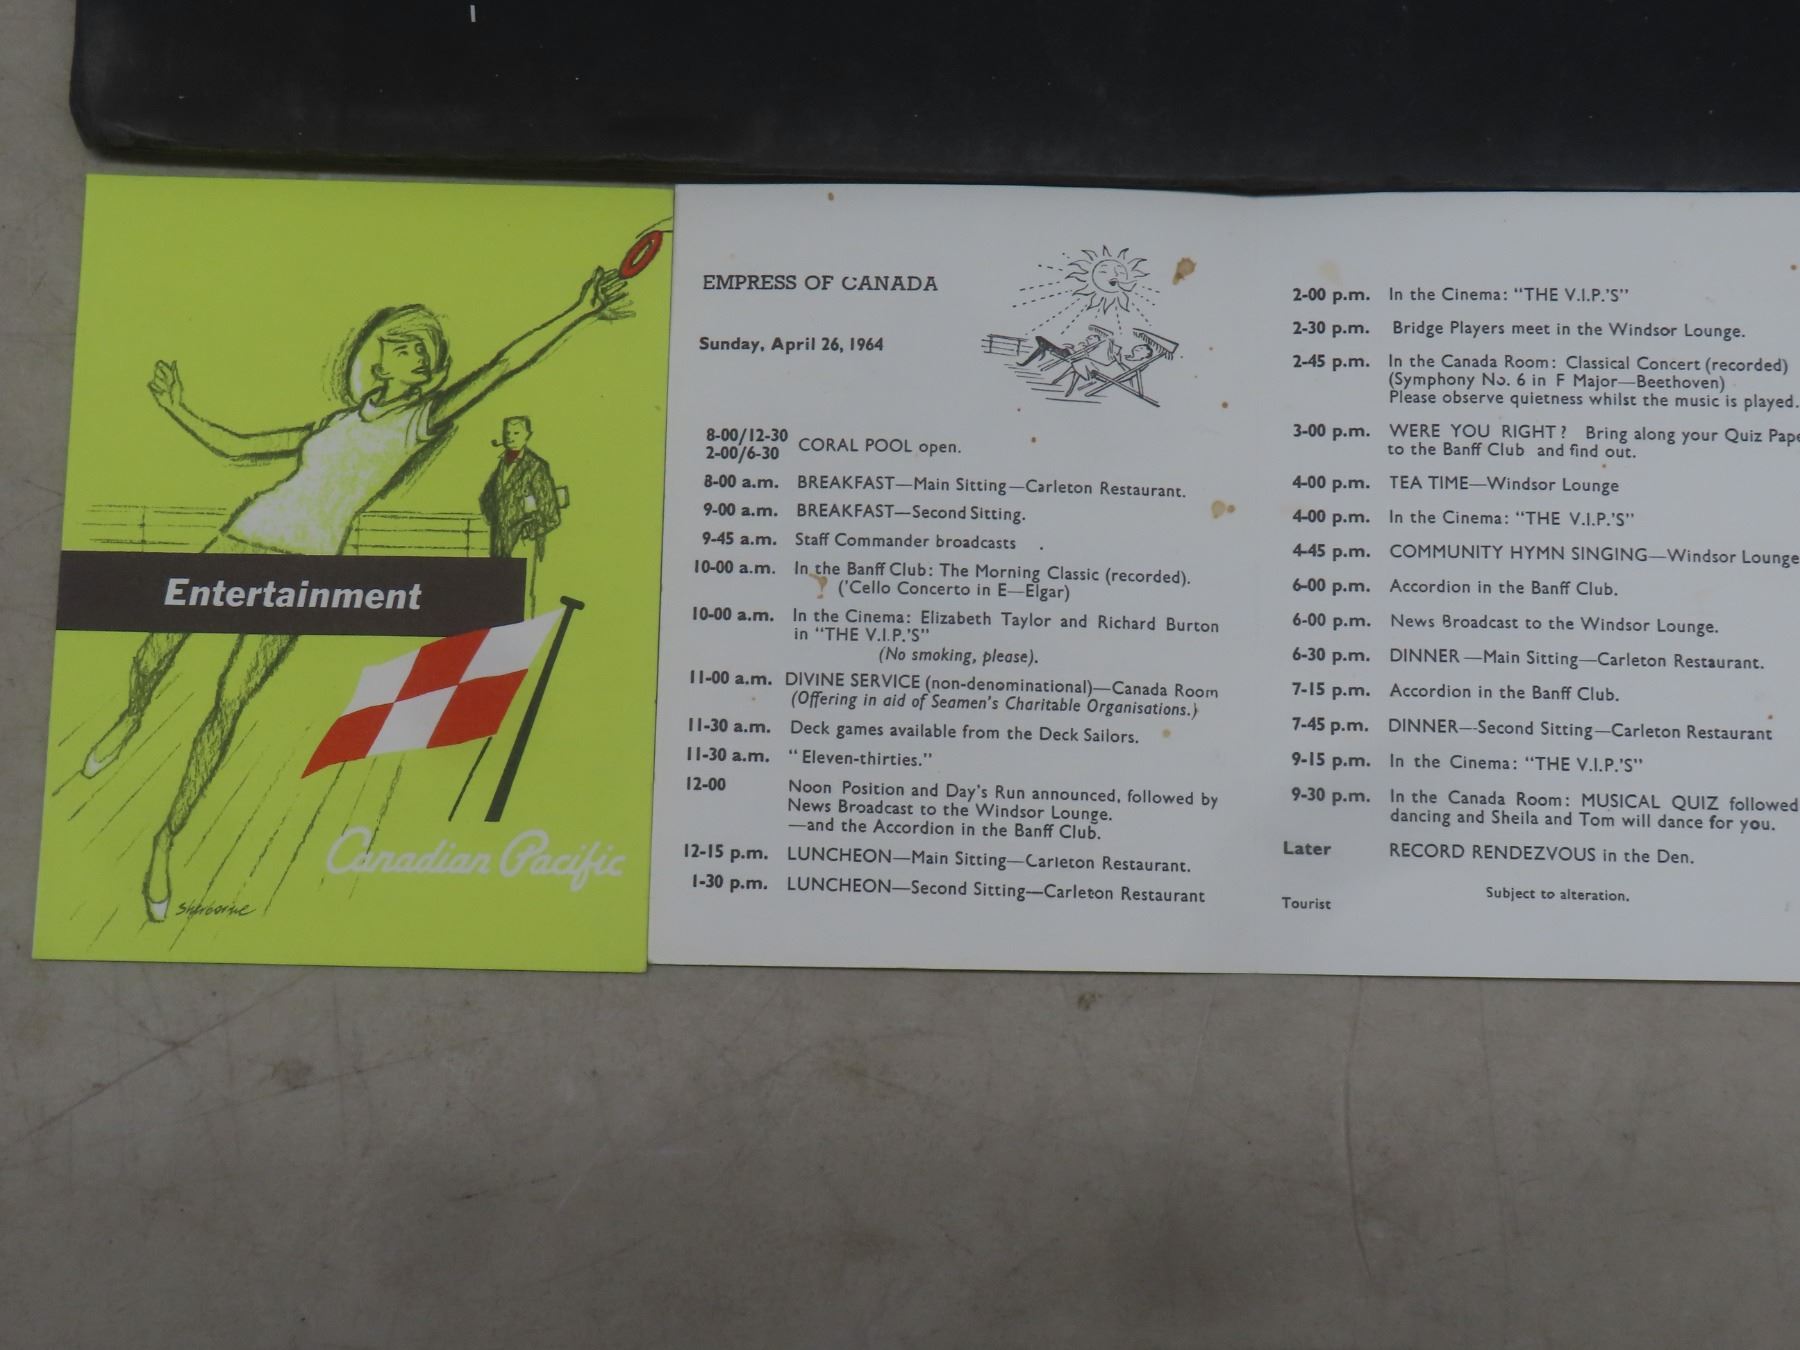 Entertainment
Canadian Pacific
Sherborne
EMPRESS OF CANADA
Sunday, April 26, 1964
8-00/12-30
2-00/6-30 CORAL POOL open.
8-00 a.m. BREAKFAST—Main Sitting—Carleton Restaurant.
9-00 a.m. BREAKFAST—Second Sitting.
9-45 a.m. Staff Commander broadcasts .
10-00 a.m. In the Banff Club: The Morning Classic (recorded).
('Cello Concerto in E—Elgar)
10-00 a.m. In the Cinema: Elizabeth Taylor and Richard Burton
in "THE V.I.P.'S"
(No smoking, please).
11-00 a.m. DIVINE SERVICE (non-denominational)—Canada Room
(Offering in aid of Seamen's Charitable Organisations.)
11-30 a.m. Deck games available from the Deck Sailors.
11-30 a.m. "Eleven-thirties."
12-00 Noon Position and Day's Run announced, followed by
News Broadcast to the Windsor Lounge.
—and the Accordion in the Banff Club.
12-15 p.m. LUNCHEON—Main Sitting—Carleton Restaurant.
1-30 p.m. LUNCHEON—Second Sitting—Carleton Restaurant
2-00 p.m. In the Cinema: "THE V.I.P.'S"
2-30 p.m. Bridge Players meet in the Windsor Lounge.
2-45 p.m. In the Canada Room: Classical Concert (recorded)
(Symphony No. 6 in F Major—Beethoven)
Please observe quietness whilst the music is played.
3-00 p.m. WERE YOU RIGHT? Bring along your Quiz Pape
to the Banff Club and find out.
4-00 p.m. TEA TIME—Windsor Lounge
4-00 p.m. In the Cinema: "THE V.I.P.'S"
4-45 p.m. COMMUNITY HYMN SINGING—Windsor Lounge
6-00 p.m. Accordion in the Banff Club.
6-00 p.m. News Broadcast to the Windsor Lounge.
6-30 p.m. DINNER—Main Sitting—Carleton Restaurant.
7-15 p.m. Accordion in the Banff Club.
7-45 p.m. DINNER—Second Sitting—Carleton Restaurant
9-15 p.m. In the Cinema: "THE V.I.P.'S"
9-30 p.m. In the Canada Room: MUSICAL QUIZ followed
dancing and Sheila and Tom will dance for you.
Later RECORD RENDEZVOUS in the Den.
Subject to alteration.
Tourist